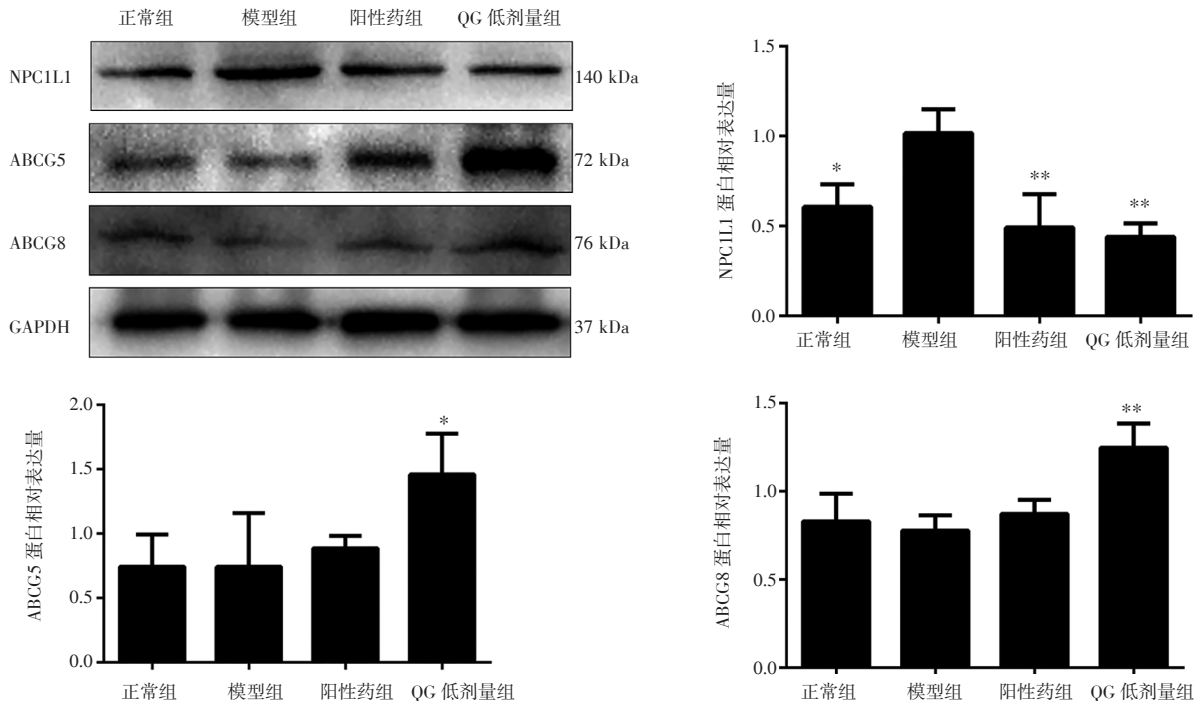 正常组 模型组 阳性药组 QG 低剂量组
NPC1L1 140 kDa
ABCG5 72 kDa
ABCG8 76 kDa
GAPDH 37 kDa
NPC1L1 蛋白相对表达量
1.5
1.0
0.5
0.0
*
**
**
正常组 模型组 阳性药组 QG 低剂量组
ABCG5 蛋白相对表达量
2.0
1.5
1.0
0.5
0.0
*
正常组 模型组 阳性药组 QG 低剂量组
ABCG8 蛋白相对表达量
1.5
1.0
0.5
0.0
**
正常组 模型组 阳性药组 QG 低剂量组